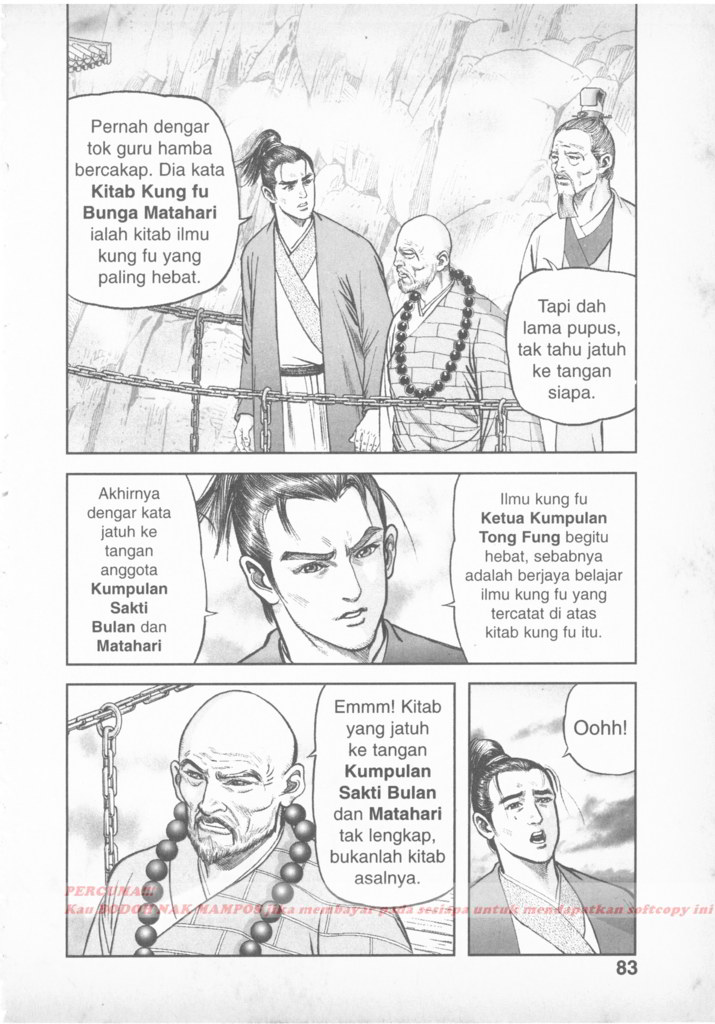 Pernah dengar
tok guru hamba
bercakap. Dia kata
Kitab Kung fu
Bunga Matahari
ialah kitab ilmu
kung fu yang
paling hebat.
Tapi dah
lama pupus,
tak tahu jatuh
ke tangan
siapa.
Akhirnya
dengar kata
jatuh ke
tangan
anggota
Kumpulan
Sakti
Bulan dan
Matahari
Ilmu kung fu
Ketua Kumpulan
Tong Fung begitu
hebat, sebabnya
adalah berjaya belajar
ilmu kung fu yang
tercatat di atas
kitab kung fu itu.
Emmm! Kitab
yang jatuh
ke tangan
Kumpulan
Sakti Bulan
dan Matahari
tak lengkap,
bukanlah kitab
asalnya.
Oohh!
PERCUMA!!
Kau BODOH NAK MAMPOS jika membayar pada sesiapa untuk mendapatkan softcopy ini
83